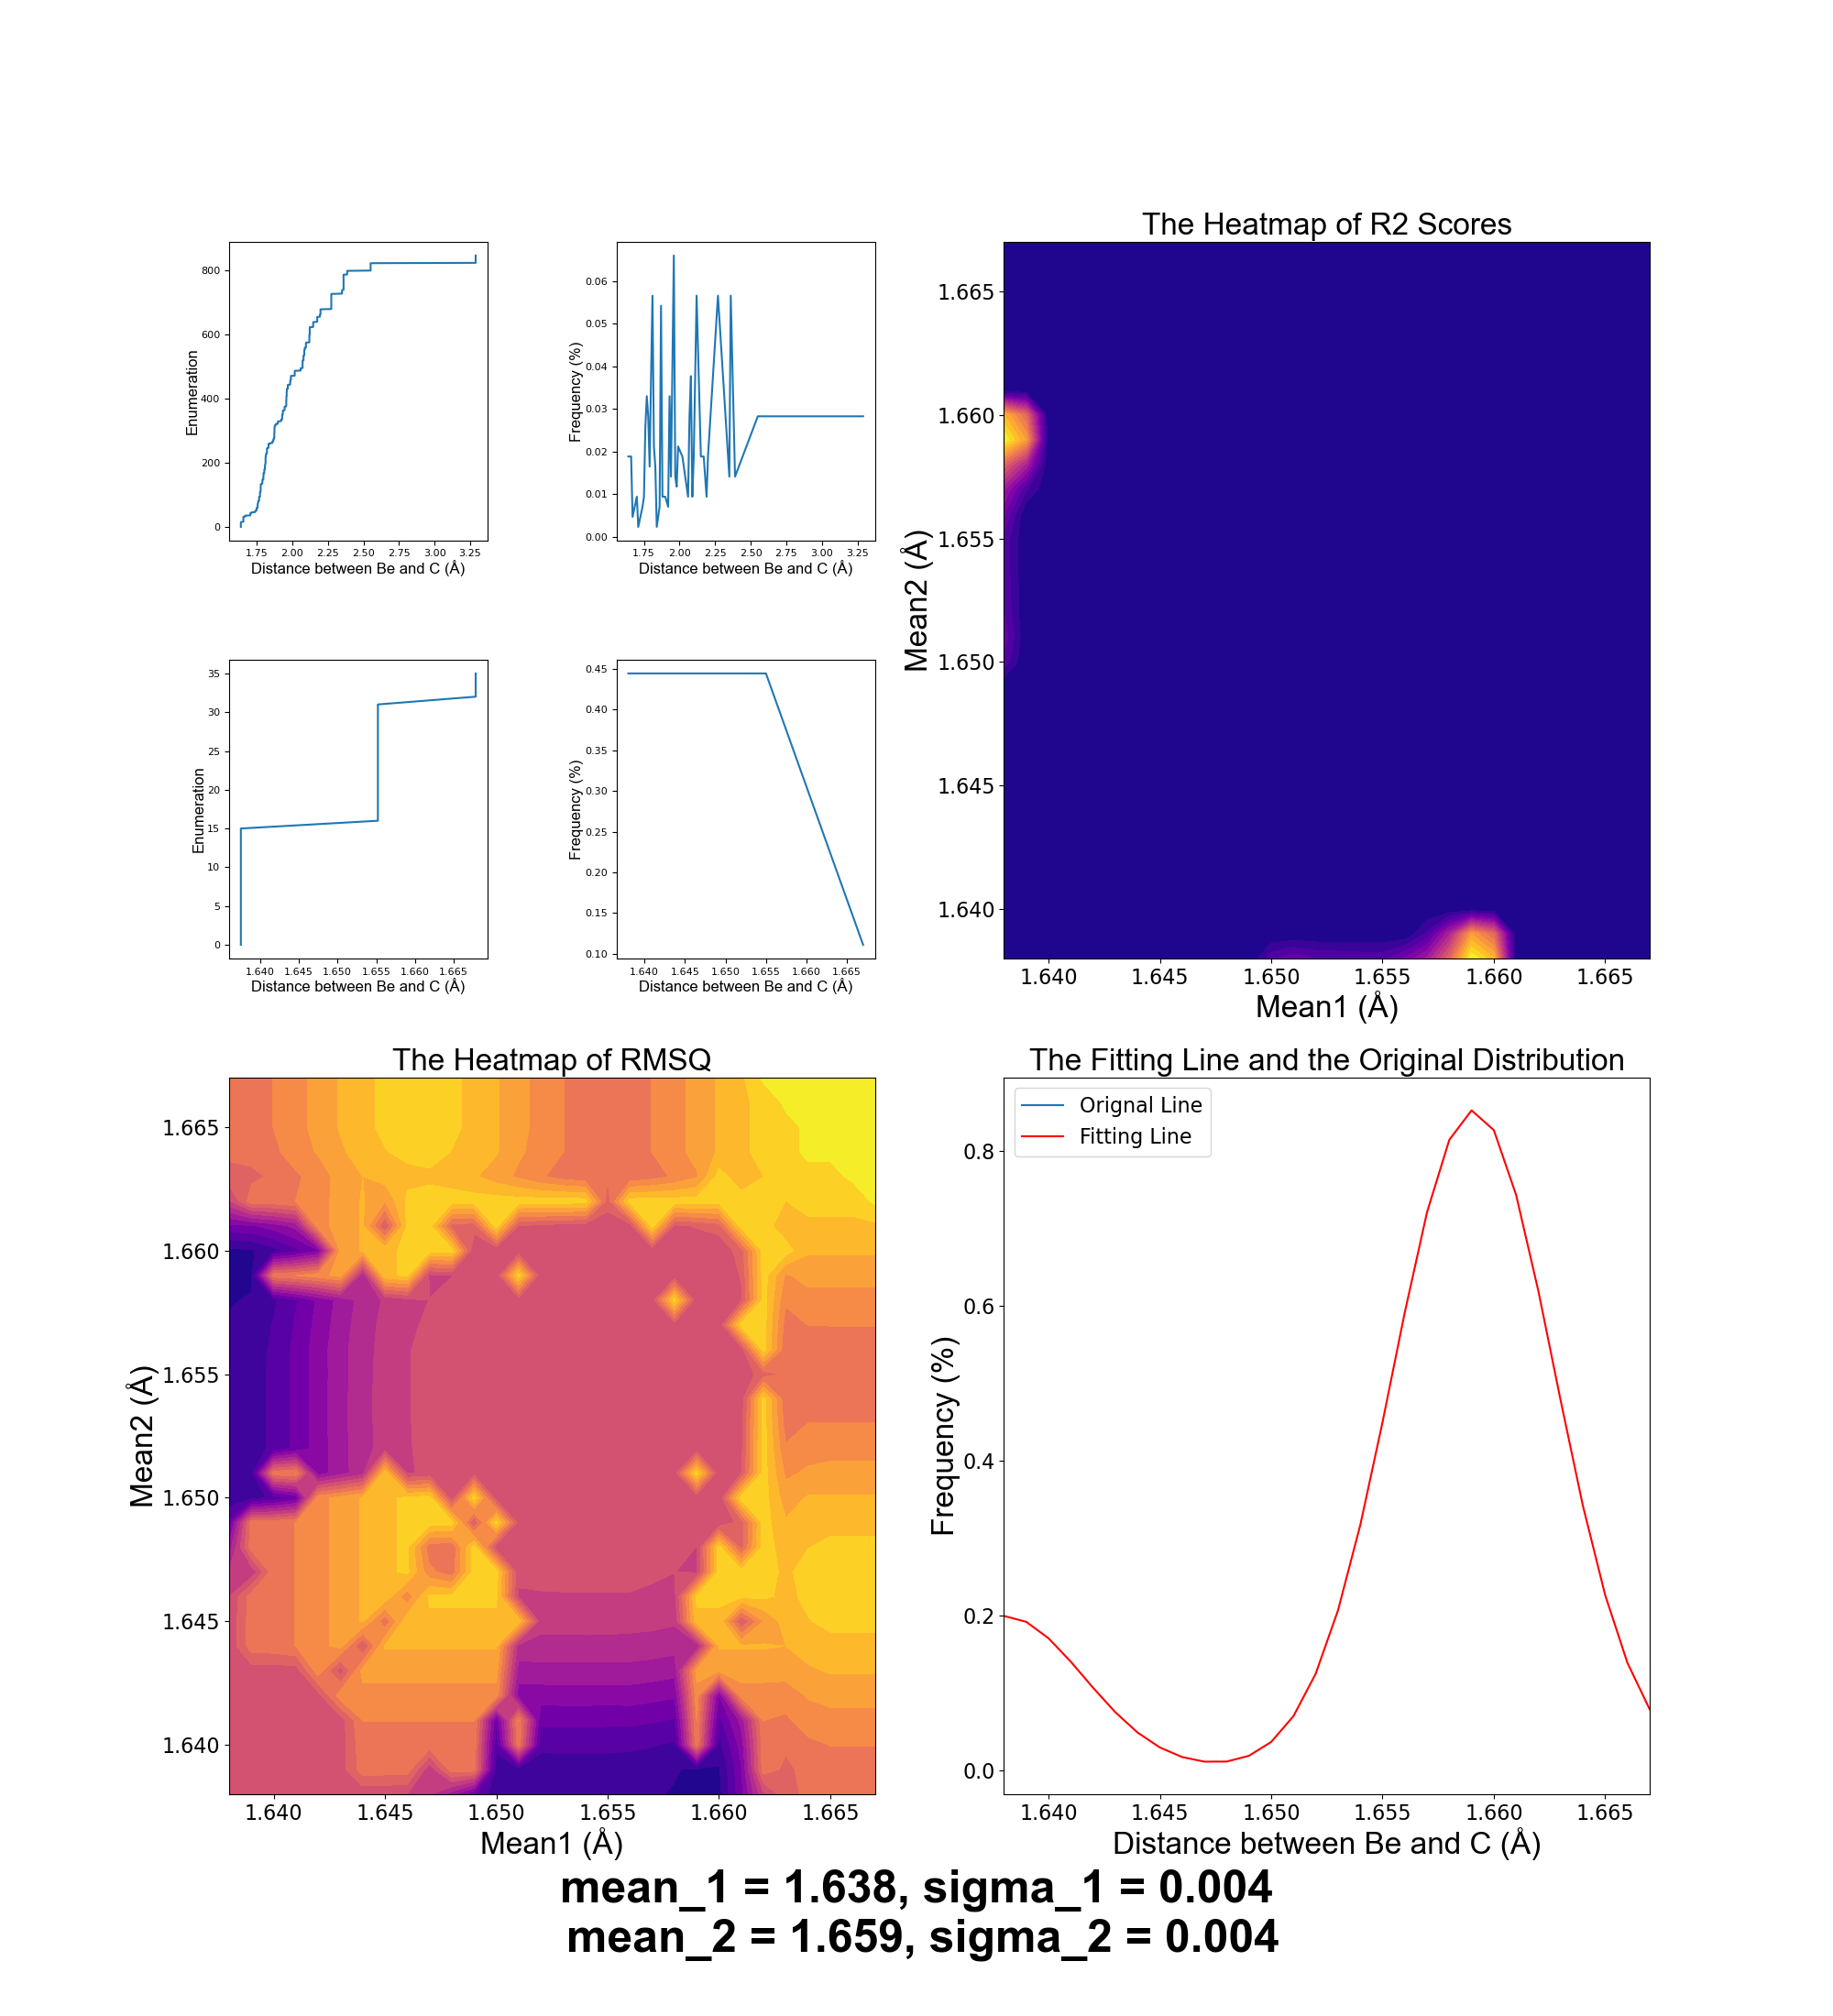 Enumeration
800
600
400
200
0
1.75 2.00 2.25 2.50 2.75 3.00 3.25
Distance between Be and C (Å)
Frequency (%)
0.06
0.05
0.04
0.03
0.02
0.01
0.00
1.75 2.00 2.25 2.50 2.75 3.00 3.25
Distance between Be and C (Å)
The Heatmap of R2 Scores
Mean2 (Å)
1.665
1.660
1.655
1.650
1.645
1.640
1.640 1.645 1.650 1.655 1.660 1.665
Mean1 (Å)
Enumeration
35
30
25
20
15
10
5
0
1.640 1.645 1.650 1.655 1.660 1.665
Distance between Be and C (Å)
Frequency (%)
0.45
0.40
0.35
0.30
0.25
0.20
0.15
0.10
1.640 1.645 1.650 1.655 1.660 1.665
Distance between Be and C (Å)
The Heatmap of RMSQ
Mean2 (Å)
1.665
1.660
1.655
1.650
1.645
1.640
1.640 1.645 1.650 1.655 1.660 1.665
Mean1 (Å)
The Fitting Line and the Original Distribution
Orignal Line
Fitting Line
Frequency (%)
0.8
0.6
0.4
0.2
0.0
1.640 1.645 1.650 1.655 1.660 1.665
Distance between Be and C (Å)
mean_1 = 1.638, sigma_1 = 0.004
mean_2 = 1.659, sigma_2 = 0.004